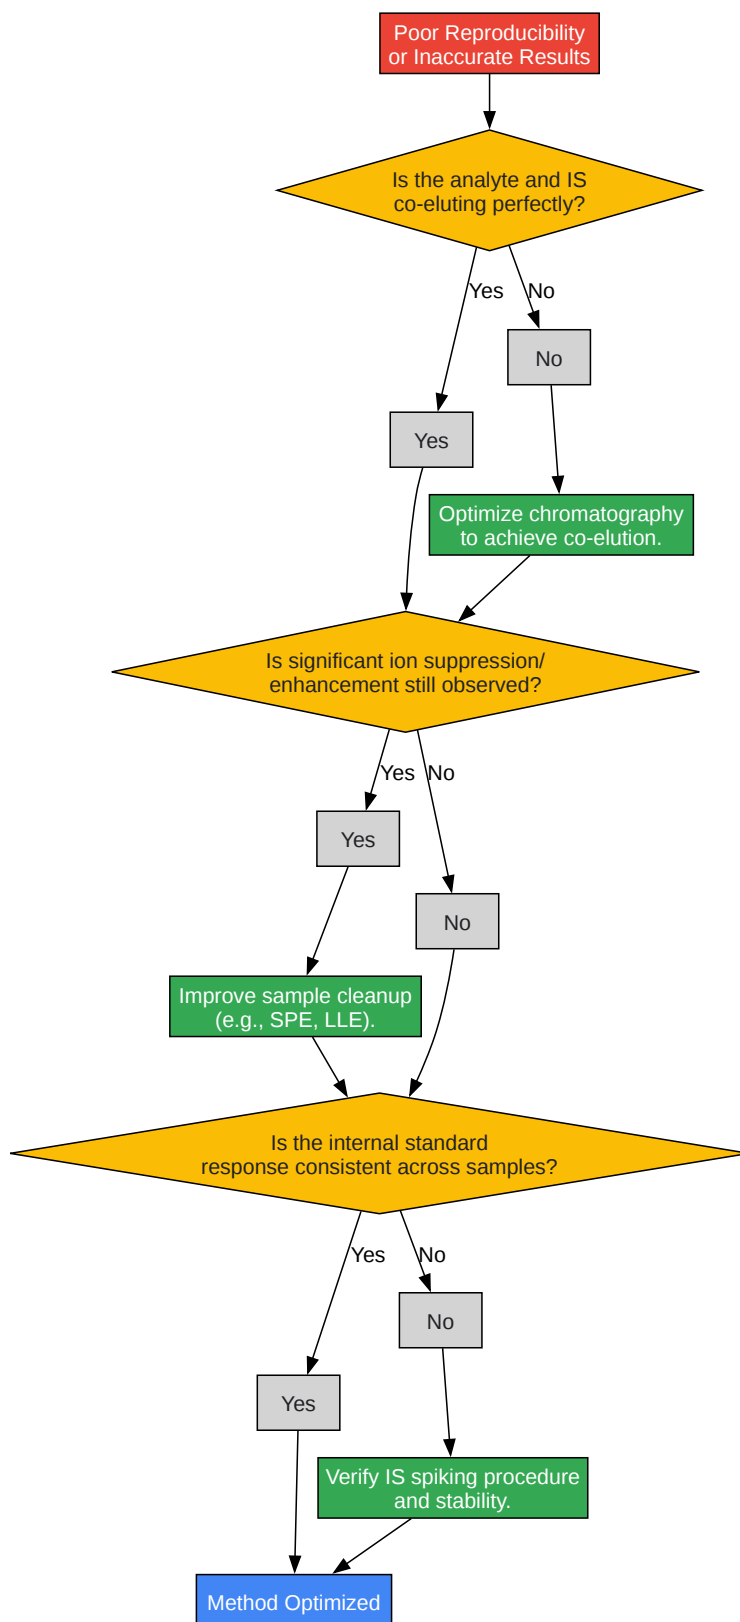 Poor Reproducibility
or Inaccurate Results
Is the analyte and IS
co-eluting perfectly?
Yes
No
No
Yes
Optimize chromatography
to achieve co-elution.
Is significant ion suppression/
enhancement still observed?
Yes
No
Yes
No
Improve sample cleanup
(e.g., SPE, LLE).
Is the internal standard
response consistent across samples?
Yes
No
No
Yes
Verify IS spiking procedure
and stability.
Method Optimized